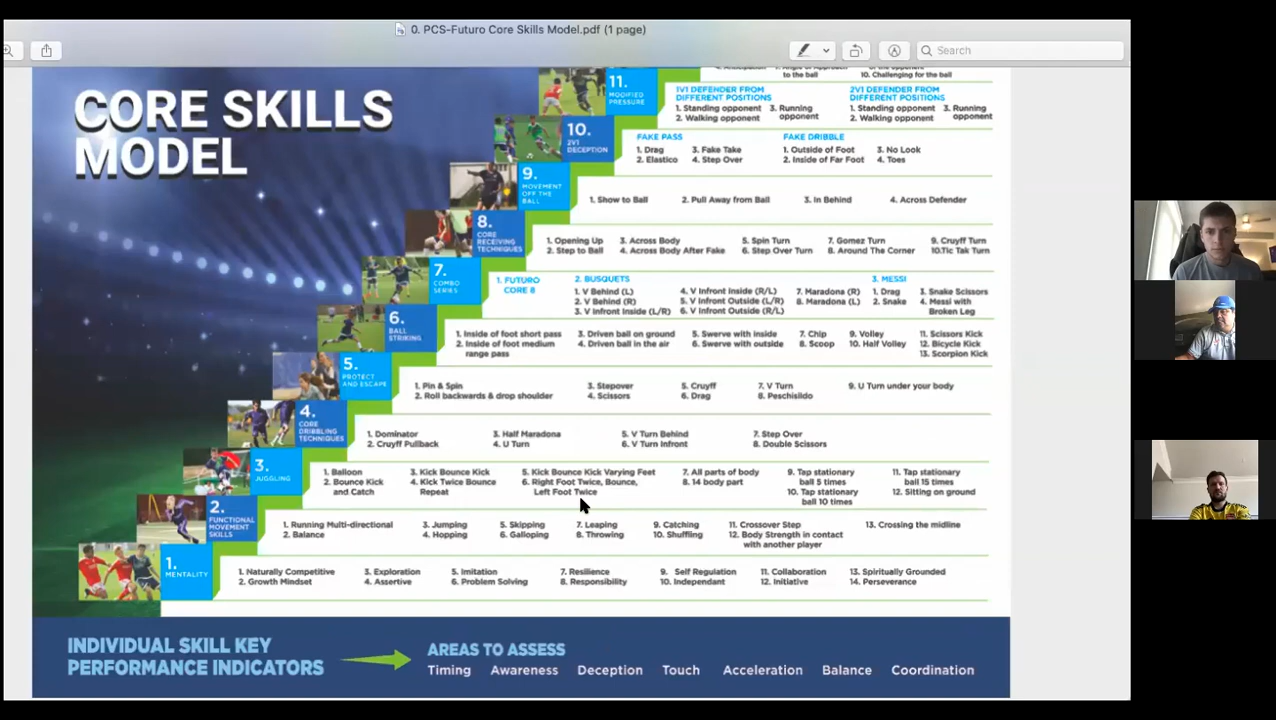 0. PCS-Futuro Core Skills Model.pdf (1 page)
Search
CORE SKILLS
MODEL
to the ball
10. Challenging for the ball
11.
MODIFIED
PRESSURE
1V1 DEFENDER FROM
DIFFERENT POSITIONS
1. Standing opponent
2. Walking opponent
3. Running
opponent
2V1 DEFENDER FROM
DIFFERENT POSITIONS
1. Standing opponent
2. Walking opponent
3. Running
opponent
10.
2V1
DECEPTION
FAKE PASS
1. Drag
2. Elastico
3. Fake Take
4. Step Over
FAKE DRIBBLE
1. Outside of Foot
2. Inside of Far Foot
3. No Look
4. Toes
9.
MOVEMENT
OFF THE
BALL
1. Show to Ball
2. Pull Away from Ball
3. In Behind
4. Across Defender
8.
CORE
RECEIVING
TECHNIQUES
1. Opening Up
2. Step to Ball
3. Across Body
4. Across Body After Fake
5. Spin Turn
6. Step Over Turn
7. Gomez Turn
8. Around The Corner
9. Cruyff Turn
10.Tic Tak Turn
7.
COMBO
SERIES
1. FUTURO
CORE 8
2. BUSQUETS
1. V Behind (L)
2. V Behind (R)
3. V Infront Inside (L/R)
4. V Infront Inside (R/L)
5. V Infront Outside (L/R)
6. V Infront Outside (R/L)
7. Maradona (R)
8. Maradona (L)
3. MESSI
1. Drag
2. Snake
3. Snake Scissors
4. Messi with
Broken Leg
6.
BALL
STRIKING
1. Inside of foot short pass
2. Inside of foot medium
range pass
3. Driven ball on ground
4. Driven ball in the air
5. Swerve with inside
6. Swerve with outside
7. Chip
8. Scoop
9. Volley
10. Half Volley
11. Scissors Kick
12. Bicycle Kick
13. Scorpion Kick
5.
PROTECT
AND ESCAPE
1. Pin & Spin
2. Roll backwards & drop shoulder
3. Stepover
4. Scissors
5. Cruyff
6. Drag
7. V Turn
8. Peschisildo
9. U Turn under your body
4.
CORE
DRIBBLING
TECHNIQUES
1. Dominator
2. Cruyff Pullback
3. Half Maradona
4. U Turn
5. V Turn Behind
6. V Turn Infront
7. Step Over
8. Double Scissors
3.
JUGGLING
1. Balloon
2. Bounce Kick
and Catch
3. Kick Bounce Kick
4. Kick Twice Bounce
Repeat
5. Kick Bounce Kick Varying Feet
6. Right Foot Twice, Bounce,
Left Foot Twice
7. All parts of body
8. 14 body part
9. Tap stationary
ball 5 times
10. Tap stationary
ball 10 times
11. Tap stationary
ball 15 times
12. Sitting on ground
2.
FUNCTIONAL
MOVEMENT
SKILLS
1. Running Multi-directional
2. Balance
3. Jumping
4. Hopping
5. Skipping
6. Galloping
7. Leaping
8. Throwing
9. Catching
10. Shuffling
11. Crossover Step
12. Body Strength in contact
with another player
13. Crossing the midline
1.
MENTALITY
1. Naturally Competitive
2. Growth Mindset
3. Exploration
4. Assertive
5. Imitation
6. Problem Solving
7. Resilience
8. Responsibility
9. Self Regulation
10. Independant
11. Collaboration
12. Initiative
13. Spiritually Grounded
14. Perseverance
INDIVIDUAL SKILL KEY
PERFORMANCE INDICATORS
AREAS TO ASSESS
Timing Awareness Deception Touch Acceleration Balance Coordination